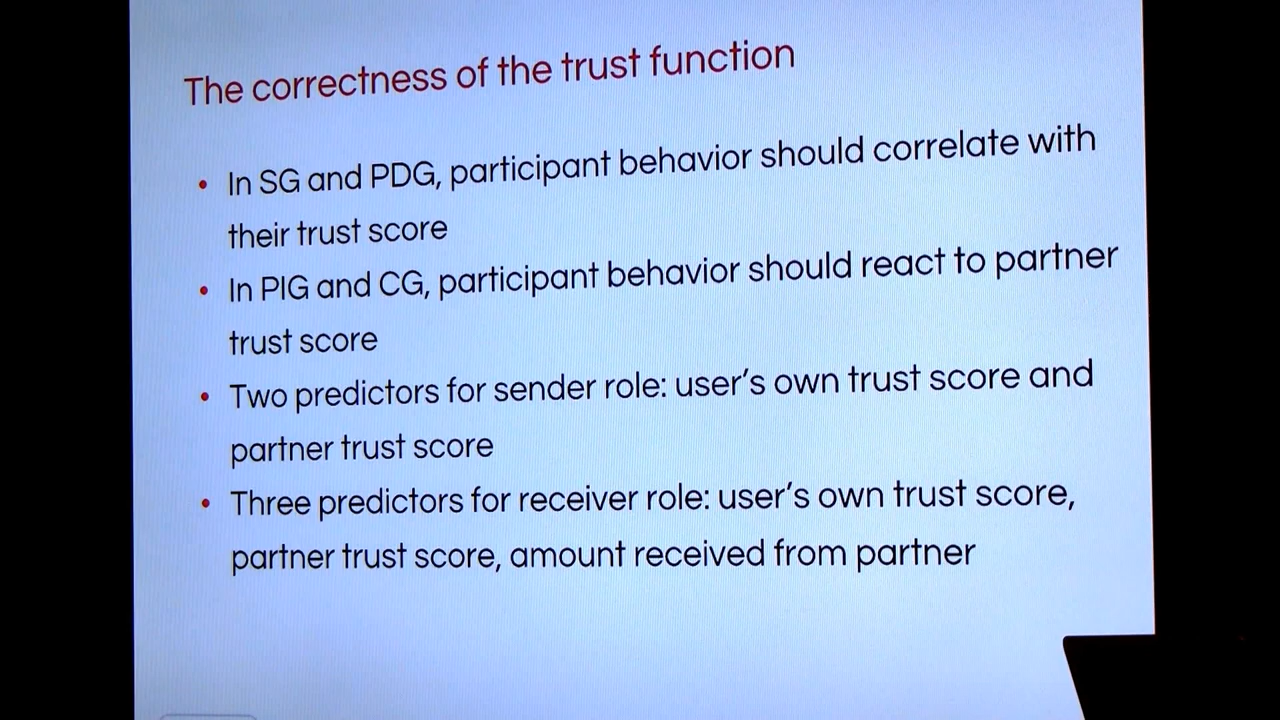 The correctness of the trust function
• In SG and PDG, participant behavior should correlate with
their trust score
• In PIG and CG, participant behavior should react to partner
trust score
• Two predictors for sender role: user’s own trust score and
partner trust score
• Three predictors for receiver role: user’s own trust score,
partner trust score, amount received from partner